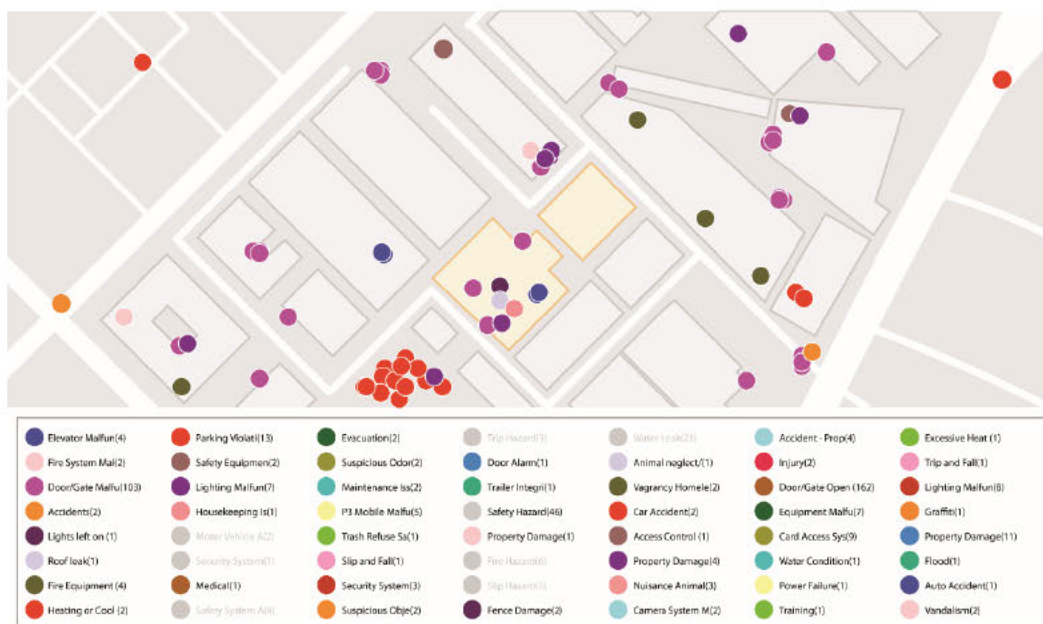 Elevator Malfun(4) Parking Violati(13) Evacuation(2) Trip Hazard(3) Water Leak(23) Accident - Prop(4) Excessive Heat (1)
Fire System Mal(2) Safety Equipmen(2) Suspicious Odor(2) Door Alarm(1) Animal neglect/(1) Injury(2) Trip and Fall(1)
Door/Gate Malfu(103) Lighting Malfun(7) Maintenance Iss(2) Trailer Integri(1) Vagrancy Homele(2) Door/Gate Open (162) Lighting Malfun(8)
Accidents(2) Housekeeping Is(1) P3 Mobile Malfu(5) Safety Hazard(46) Car Accident(2) Equipment Malfu(7) Graffiti(1)
Lights left on (1) Motor Vehicle A(2) Trash Refuse Sa(1) Property Damage(1) Access Control (1) Card Access Sys(9) Property Damage(11)
Roof leak(1) Security System(1) Slip and Fall(1) Fire Hazard(6) Property Damage(4) Water Condition(1) Flood(1)
Fire Equipment (4) Medical(1) Security System(3) Slip Hazard(5) Nuisance Animal(3) Power Failure(1) Auto Accident(1)
Heating or Cool (2) Safety System A(4) Suspicious Obje(2) Fence Damage(2) Camera System M(2) Training(1) Vandalism(2)